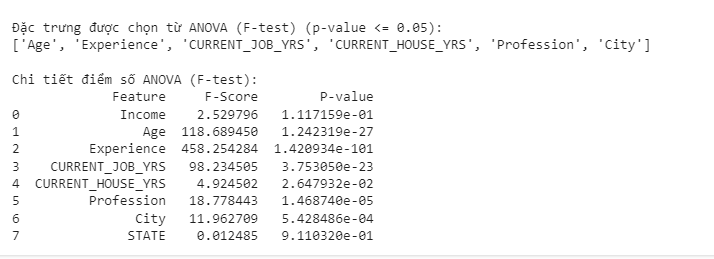 Đặc trưng được chọn từ ANOVA (F-test) (p-value <= 0.05):
['Age', 'Experience', 'CURRENT_JOB_YRS', 'CURRENT_HOUSE_YRS', 'Profession', 'City']
Chi tiết điểm số ANOVA (F-test):
Feature F-Score P-value
0 Income 2.529796 1.117159e-01
1 Age 118.689450 1.242319e-27
2 Experience 458.254284 1.420934e-101
3 CURRENT_JOB_YRS 98.234505 3.753050e-23
4 CURRENT_HOUSE_YRS 4.924502 2.647932e-02
5 Profession 18.778443 1.468740e-05
6 City 11.962709 5.428486e-04
7 STATE 0.012485 9.110320e-01